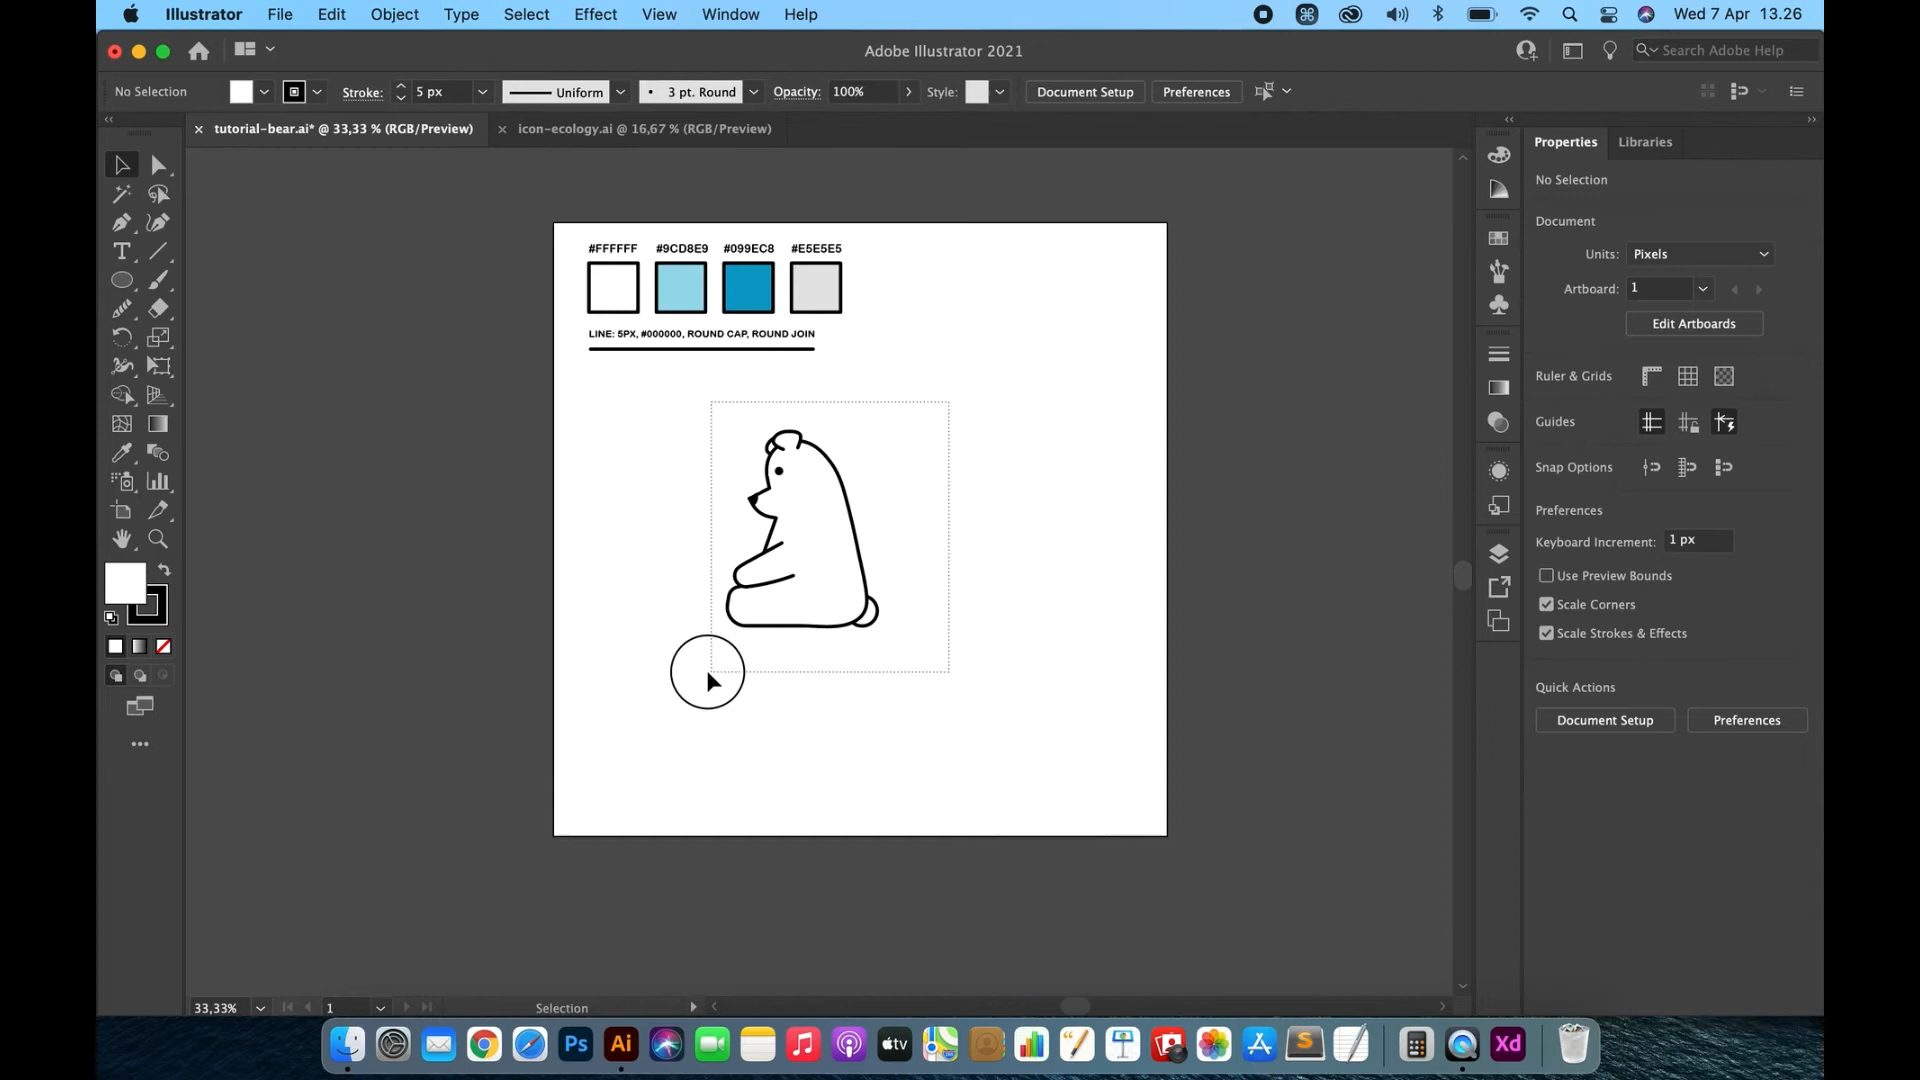 Illustrator File Edit Object Type Select Effect View Window Help Wed 7 Apr 13.26
Adobe Illustrator 2021 Search Adobe Help
No Selection Stroke: 5 px Uniform 3 pt. Round Opacity: 100% Style: Document Setup Preferences
tutorial-bear.ai* @ 33,33 % (RGB/Preview) icon-ecology.ai @ 16,67 % (RGB/Preview)
Properties Libraries
No Selection
Document
Units: Pixels
Artboard: 1
Edit Artboards
Ruler & Grids
Guides
Snap Options
Preferences
Keyboard Increment: 1 px
Use Preview Bounds
Scale Corners
Scale Strokes & Effects
Quick Actions
Document Setup Preferences
#FFFFFF #9CD8E9 #099EC8 #E5E5E5
LINE: 5PX, #000000, ROUND CAP, ROUND JOIN
33,33% 1 Selection
Ps Ai tv S Xd